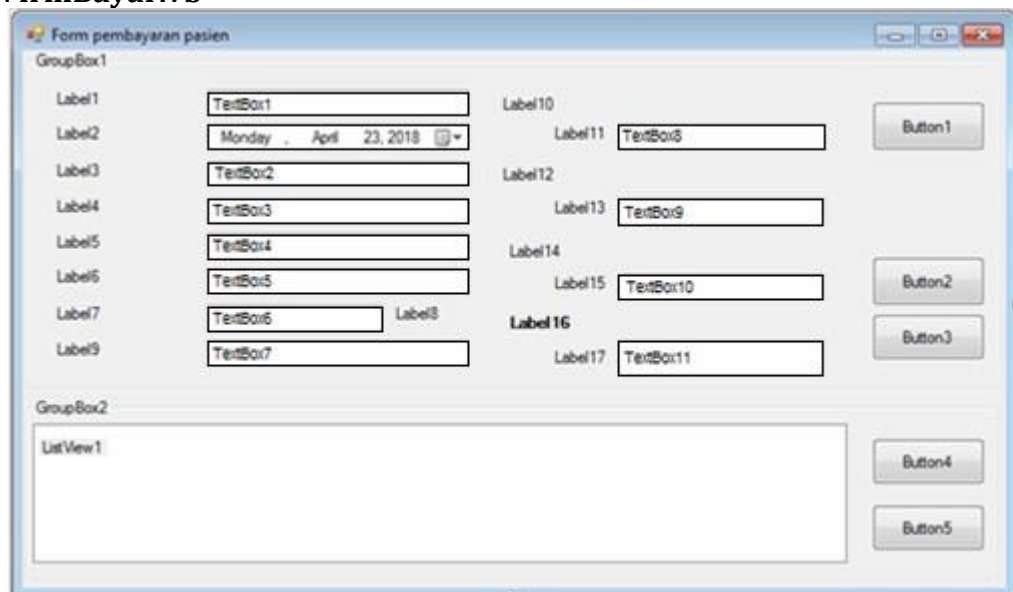 Form pembayaran pasien
GroupBox1
Label1 TextBox1
Label2 Monday , April 23, 2018
Label3 TextBox2
Label4 TextBox3
Label5 TextBox4
Label6 TextBox5
Label7 TextBox6 Label8
Label9 TextBox7
Label10
Label11 TextBox8
Label12
Label13 TextBox9
Label14
Label15 TextBox10
Label16
Label17 TextBox11
Button1
Button2
Button3
GroupBox2
ListView1
Button4
Button5